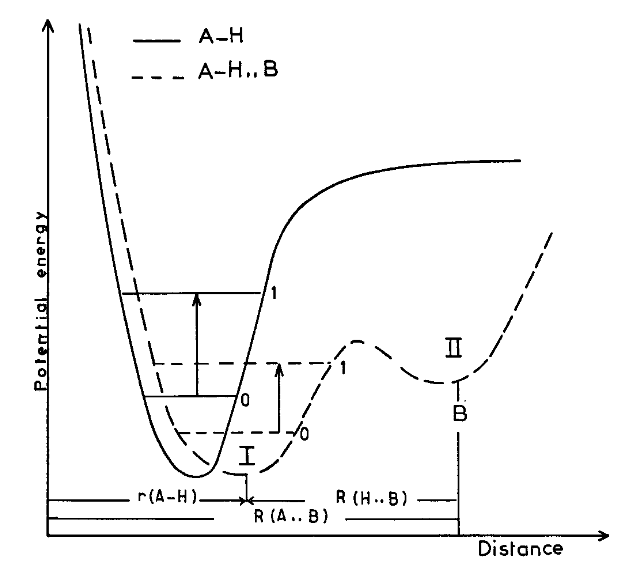 A-H
A-H..B
Potential energy
1
II
1
0
B
0
I
r(A-H)
R(H..B)
R(A..B)
Distance